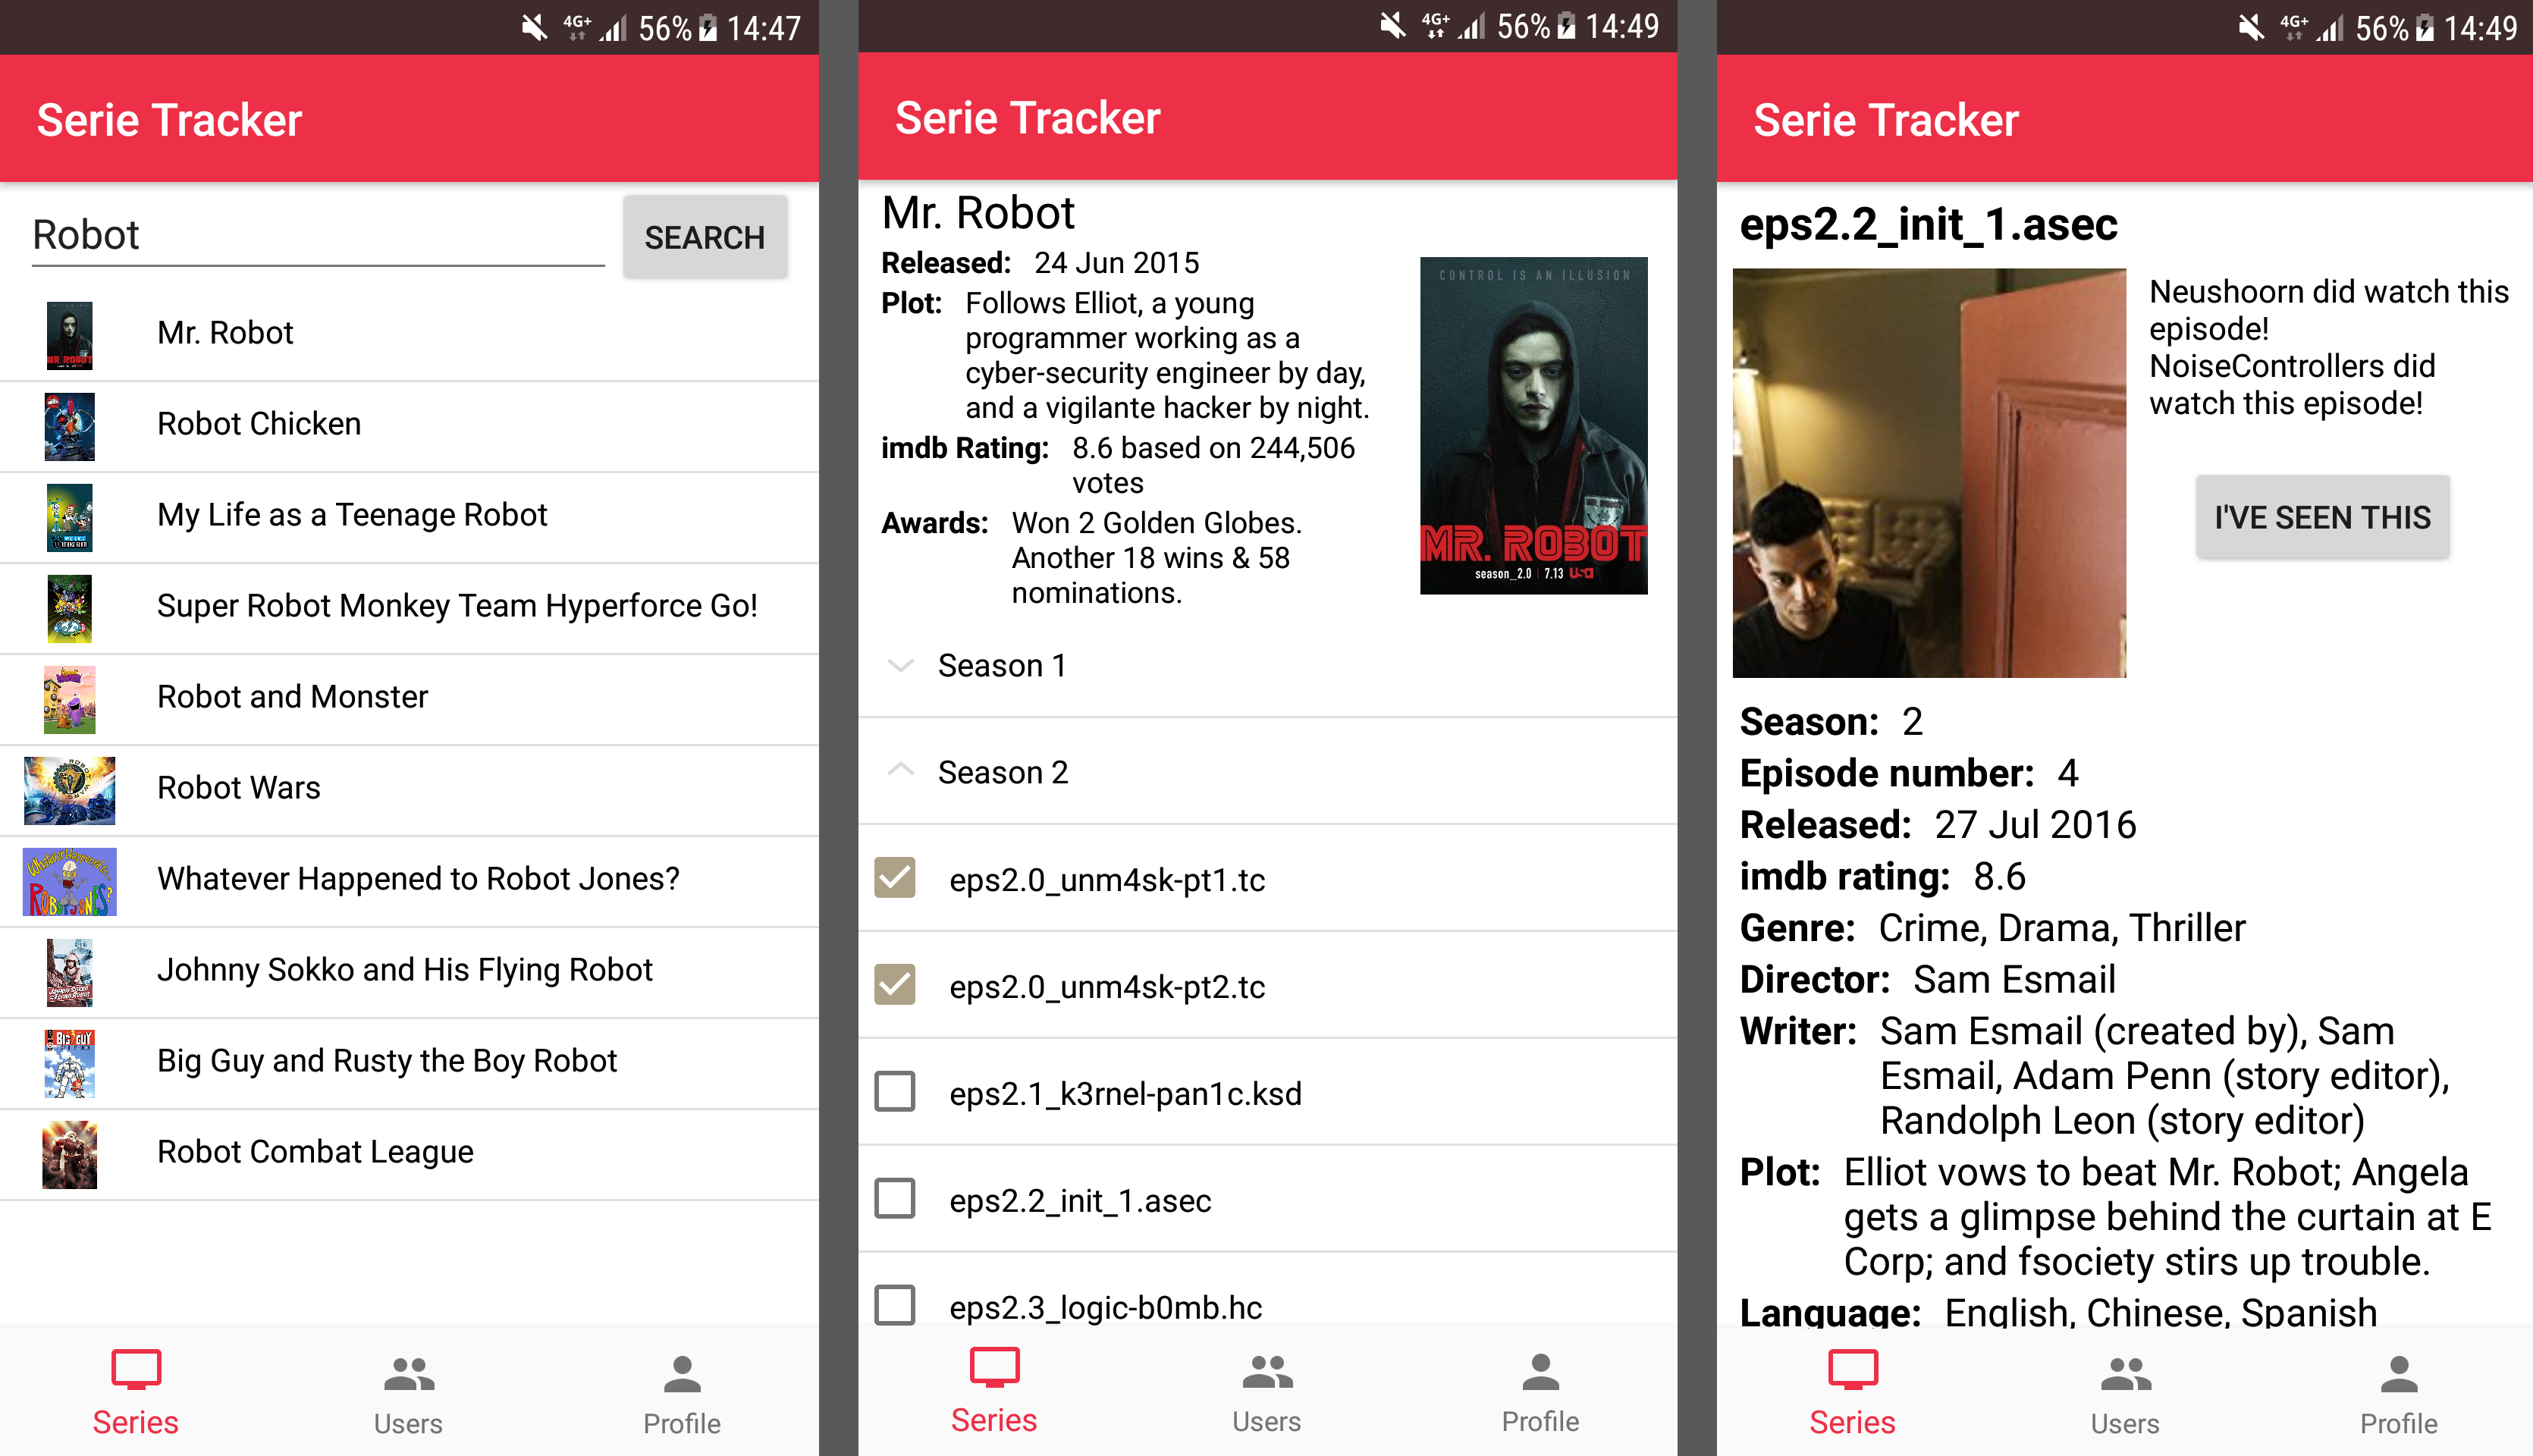 4G+ 56% 14:47
Serie Tracker
Robot
SEARCH
Mr. Robot
Robot Chicken
My Life as a Teenage Robot
Super Robot Monkey Team Hyperforce Go!
Robot and Monster
Robot Wars
Whatever Happened to Robot Jones?
Johnny Sokko and His Flying Robot
Big Guy and Rusty the Boy Robot
Robot Combat League
Series
Users
Profile
4G+ 56% 14:49
Serie Tracker
Mr. Robot
Released: 24 Jun 2015
Plot: Follows Elliot, a young
programmer working as a
cyber-security engineer by day,
and a vigilante hacker by night.
imdb Rating: 8.6 based on 244,506
votes
Awards: Won 2 Golden Globes.
Another 18 wins & 58
nominations.
CONTROL IS AN ILLUSION
MR. ROBOT
season_2.0 | 7.13 USA
Season 1
Season 2
eps2.0_unm4sk-pt1.tc
eps2.0_unm4sk-pt2.tc
eps2.1_k3rnel-pan1c.ksd
eps2.2_init_1.asec
eps2.3_logic-b0mb.hc
Series
Users
Profile
4G+ 56% 14:49
Serie Tracker
eps2.2_init_1.asec
Neushoorn did watch this
episode!
NoiseControllers did
watch this episode!
I'VE SEEN THIS
Season: 2
Episode number: 4
Released: 27 Jul 2016
imdb rating: 8.6
Genre: Crime, Drama, Thriller
Director: Sam Esmail
Writer: Sam Esmail (created by), Sam
Esmail, Adam Penn (story editor),
Randolph Leon (story editor)
Plot: Elliot vows to beat Mr. Robot; Angela
gets a glimpse behind the curtain at E
Corp; and fsociety stirs up trouble.
Language: English, Chinese, Spanish
Series
Users
Profile